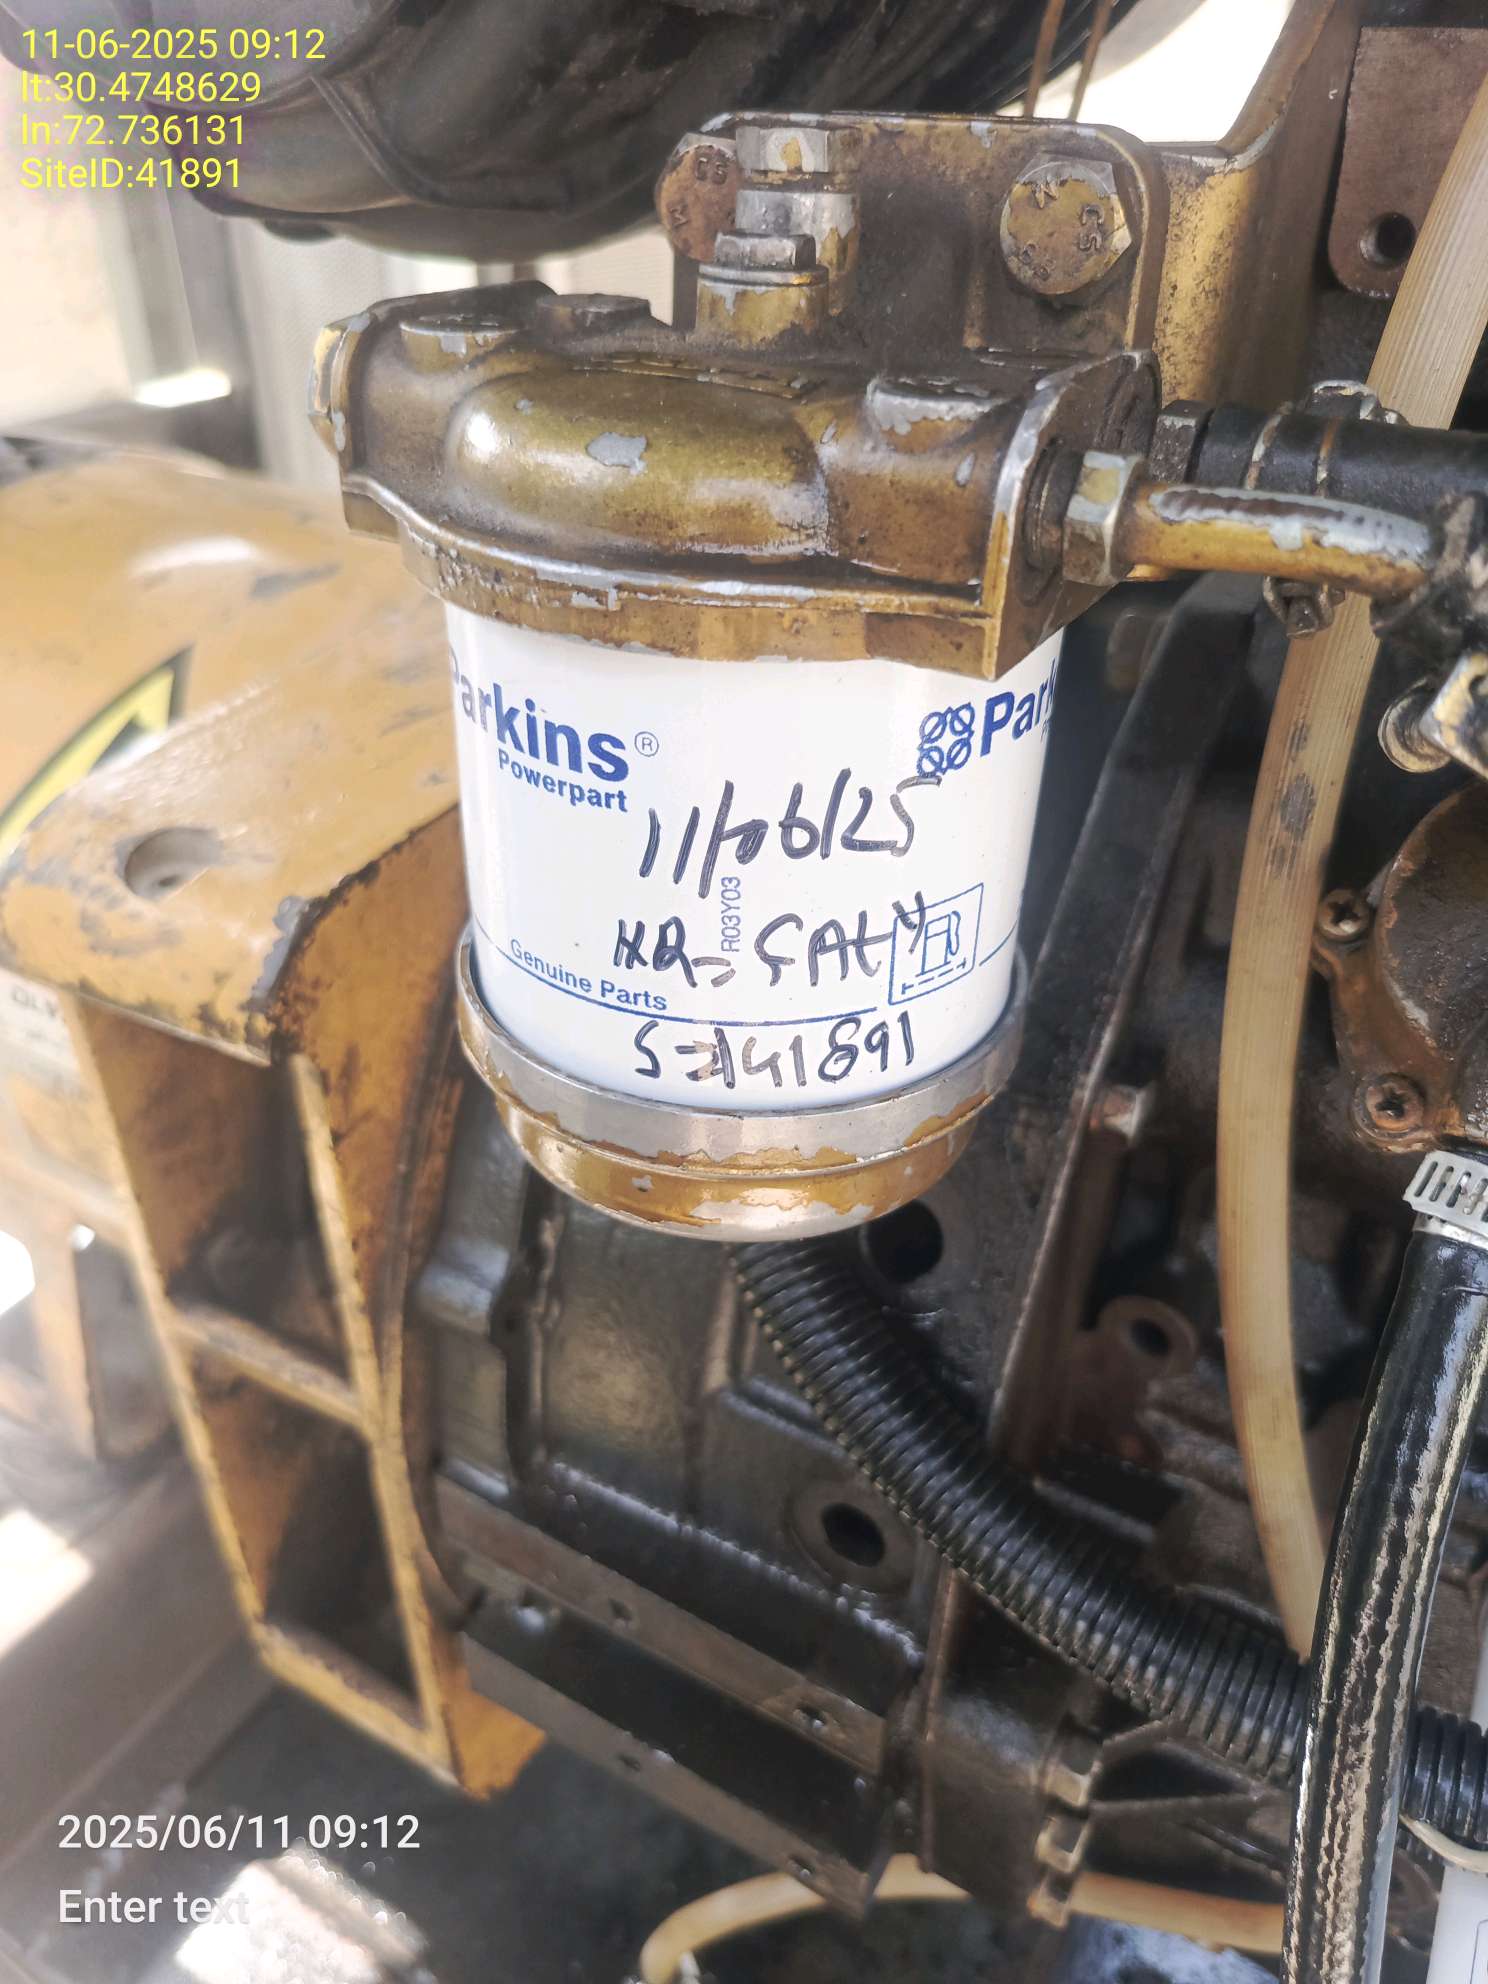 11-06-2025 09:12
lt:30.4748629
ln:72.736131
SiteID:41891
Parkins®
Powerpart
Park
11/06/25
R03Y03
Genuine Parts
41891
2025/06/11 09:12
Enter text